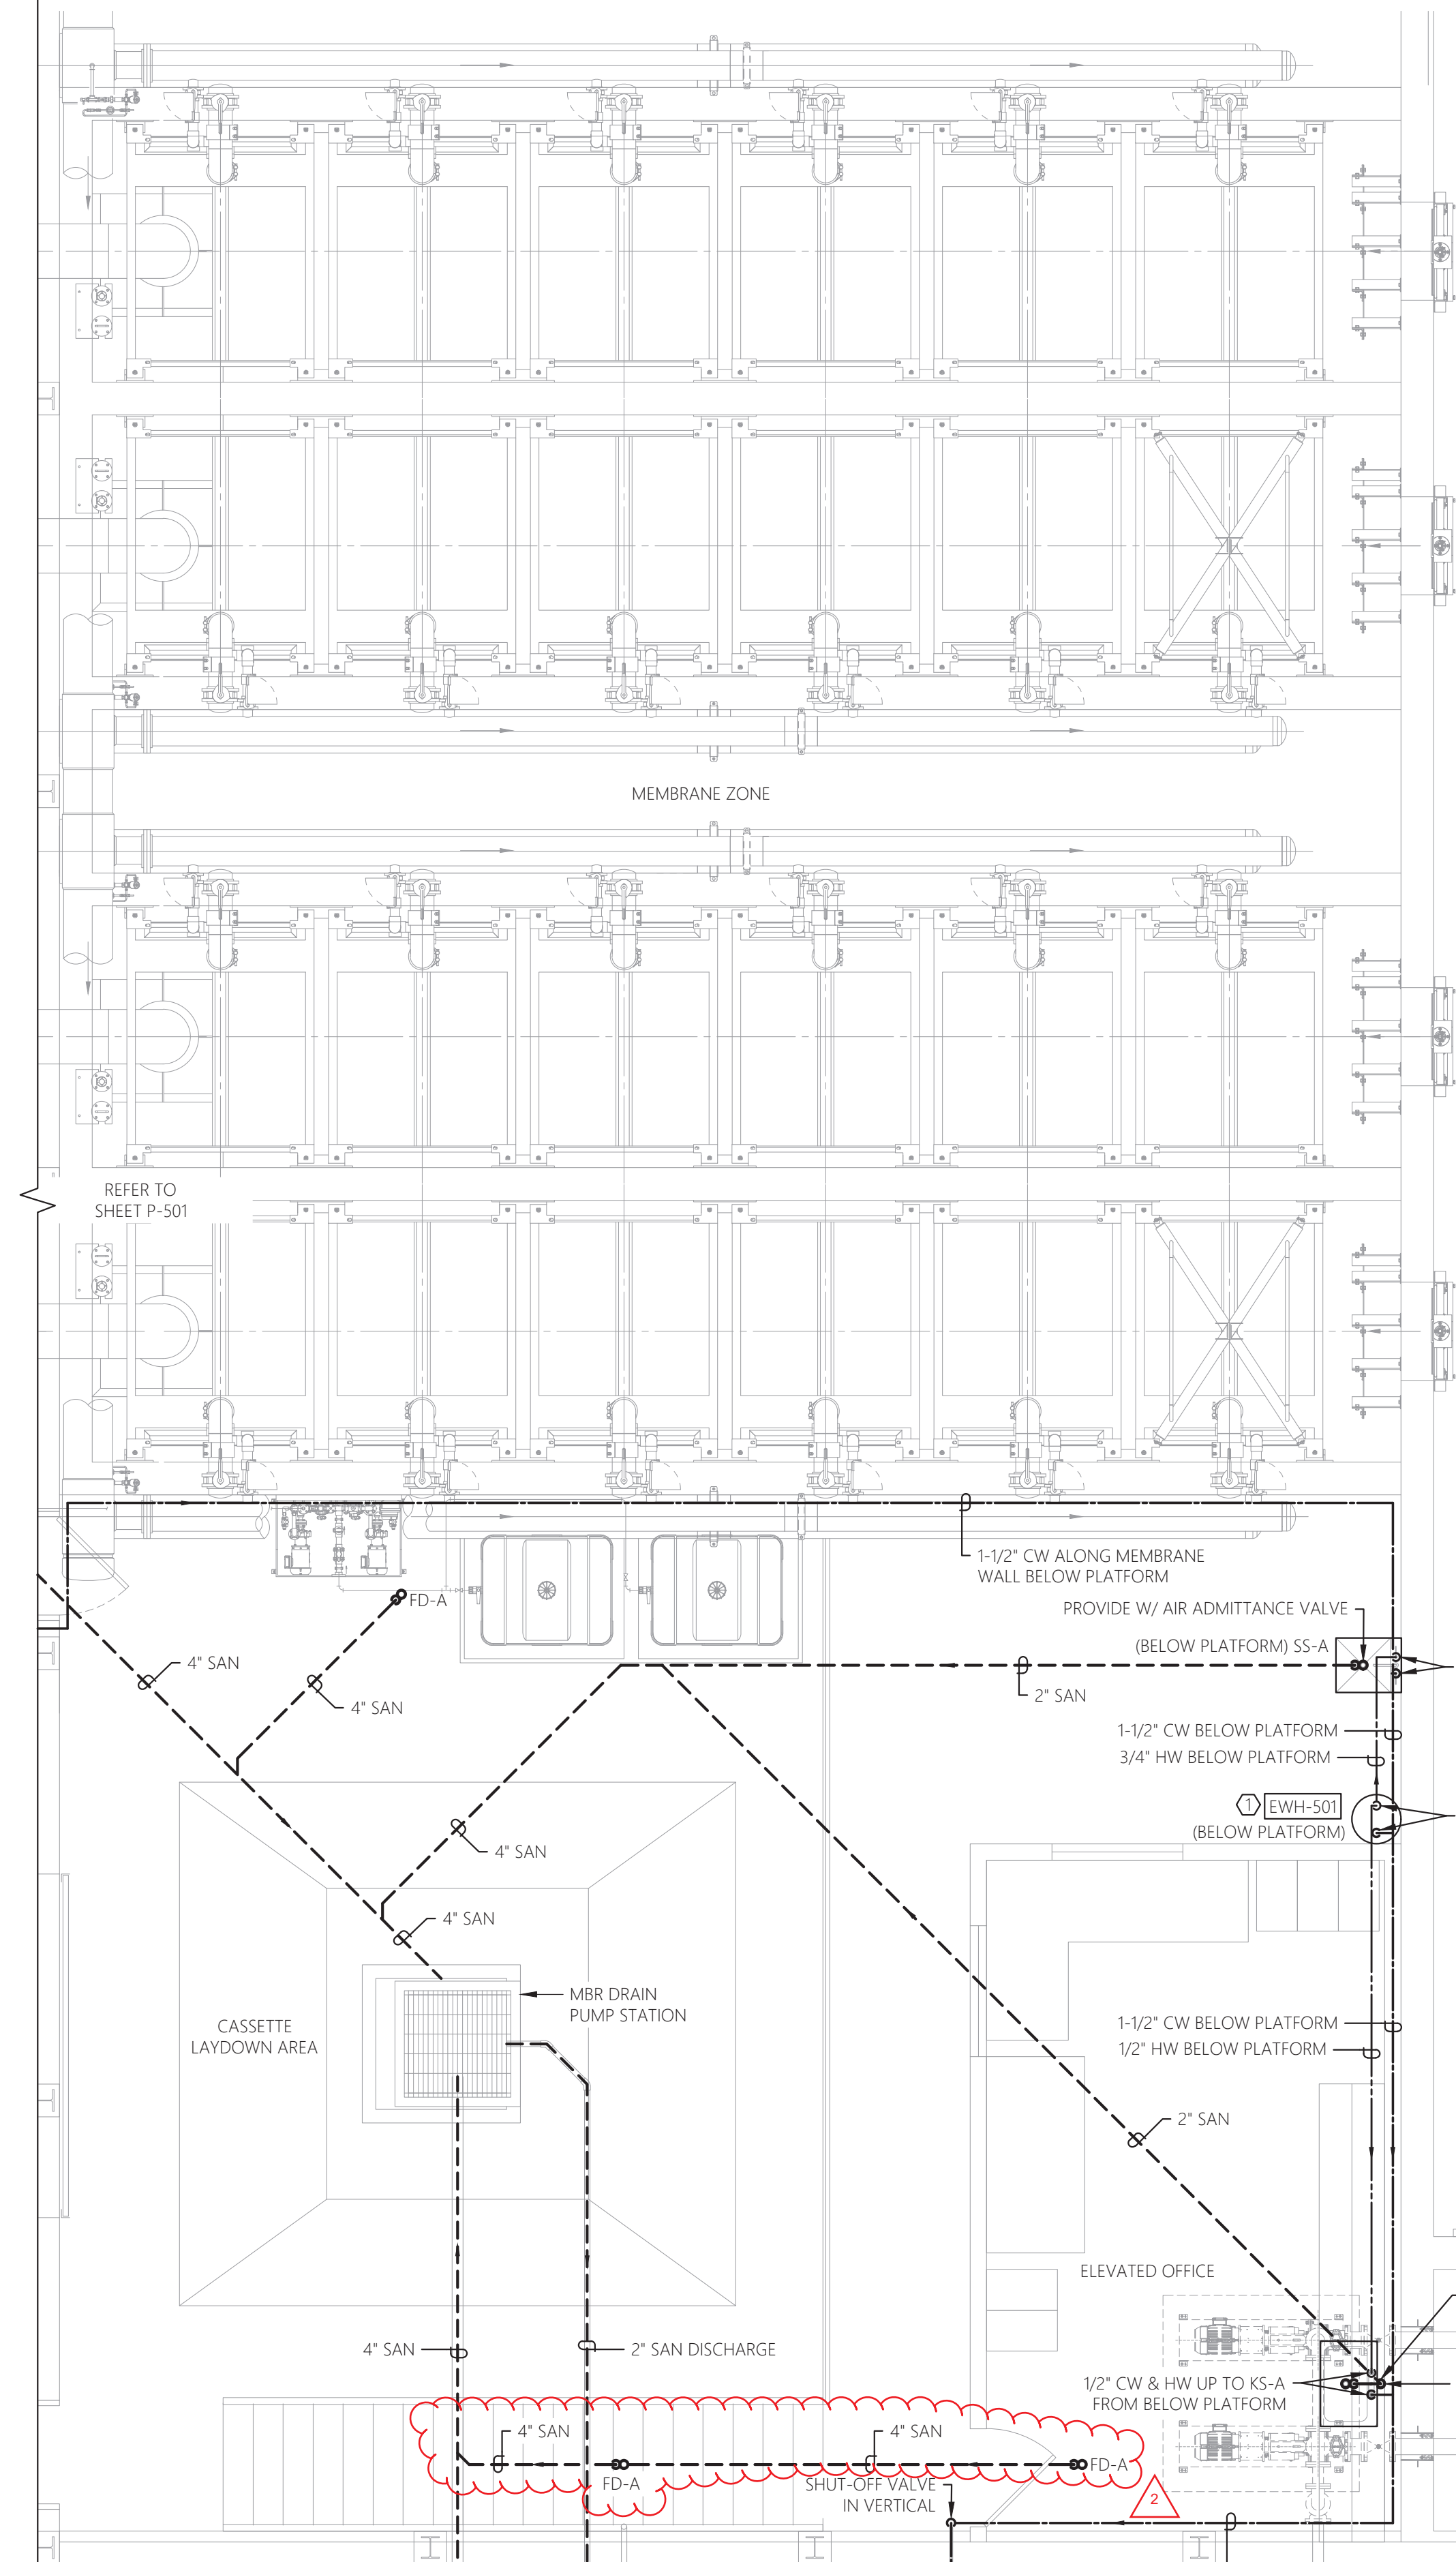 MEMBRANE ZONE
REFER TO
SHEET P-501
1-1/2" CW ALONG MEMBRANE
WALL BELOW PLATFORM
FD-A
PROVIDE W/ AIR ADMITTANCE VALVE
(BELOW PLATFORM) SS-A
4" SAN
4" SAN
2" SAN
1-1/2" CW BELOW PLATFORM
3/4" HW BELOW PLATFORM
1 EWH-501
(BELOW PLATFORM)
4" SAN
4" SAN
MBR DRAIN
PUMP STATION
CASSETTE
LAYDOWN AREA
1-1/2" CW BELOW PLATFORM
1/2" HW BELOW PLATFORM
2" SAN
ELEVATED OFFICE
4" SAN
2" SAN DISCHARGE
1/2" CW & HW UP TO KS-A
FROM BELOW PLATFORM
4" SAN
4" SAN
FD-A
FD-A
SHUT-OFF VALVE
IN VERTICAL
2